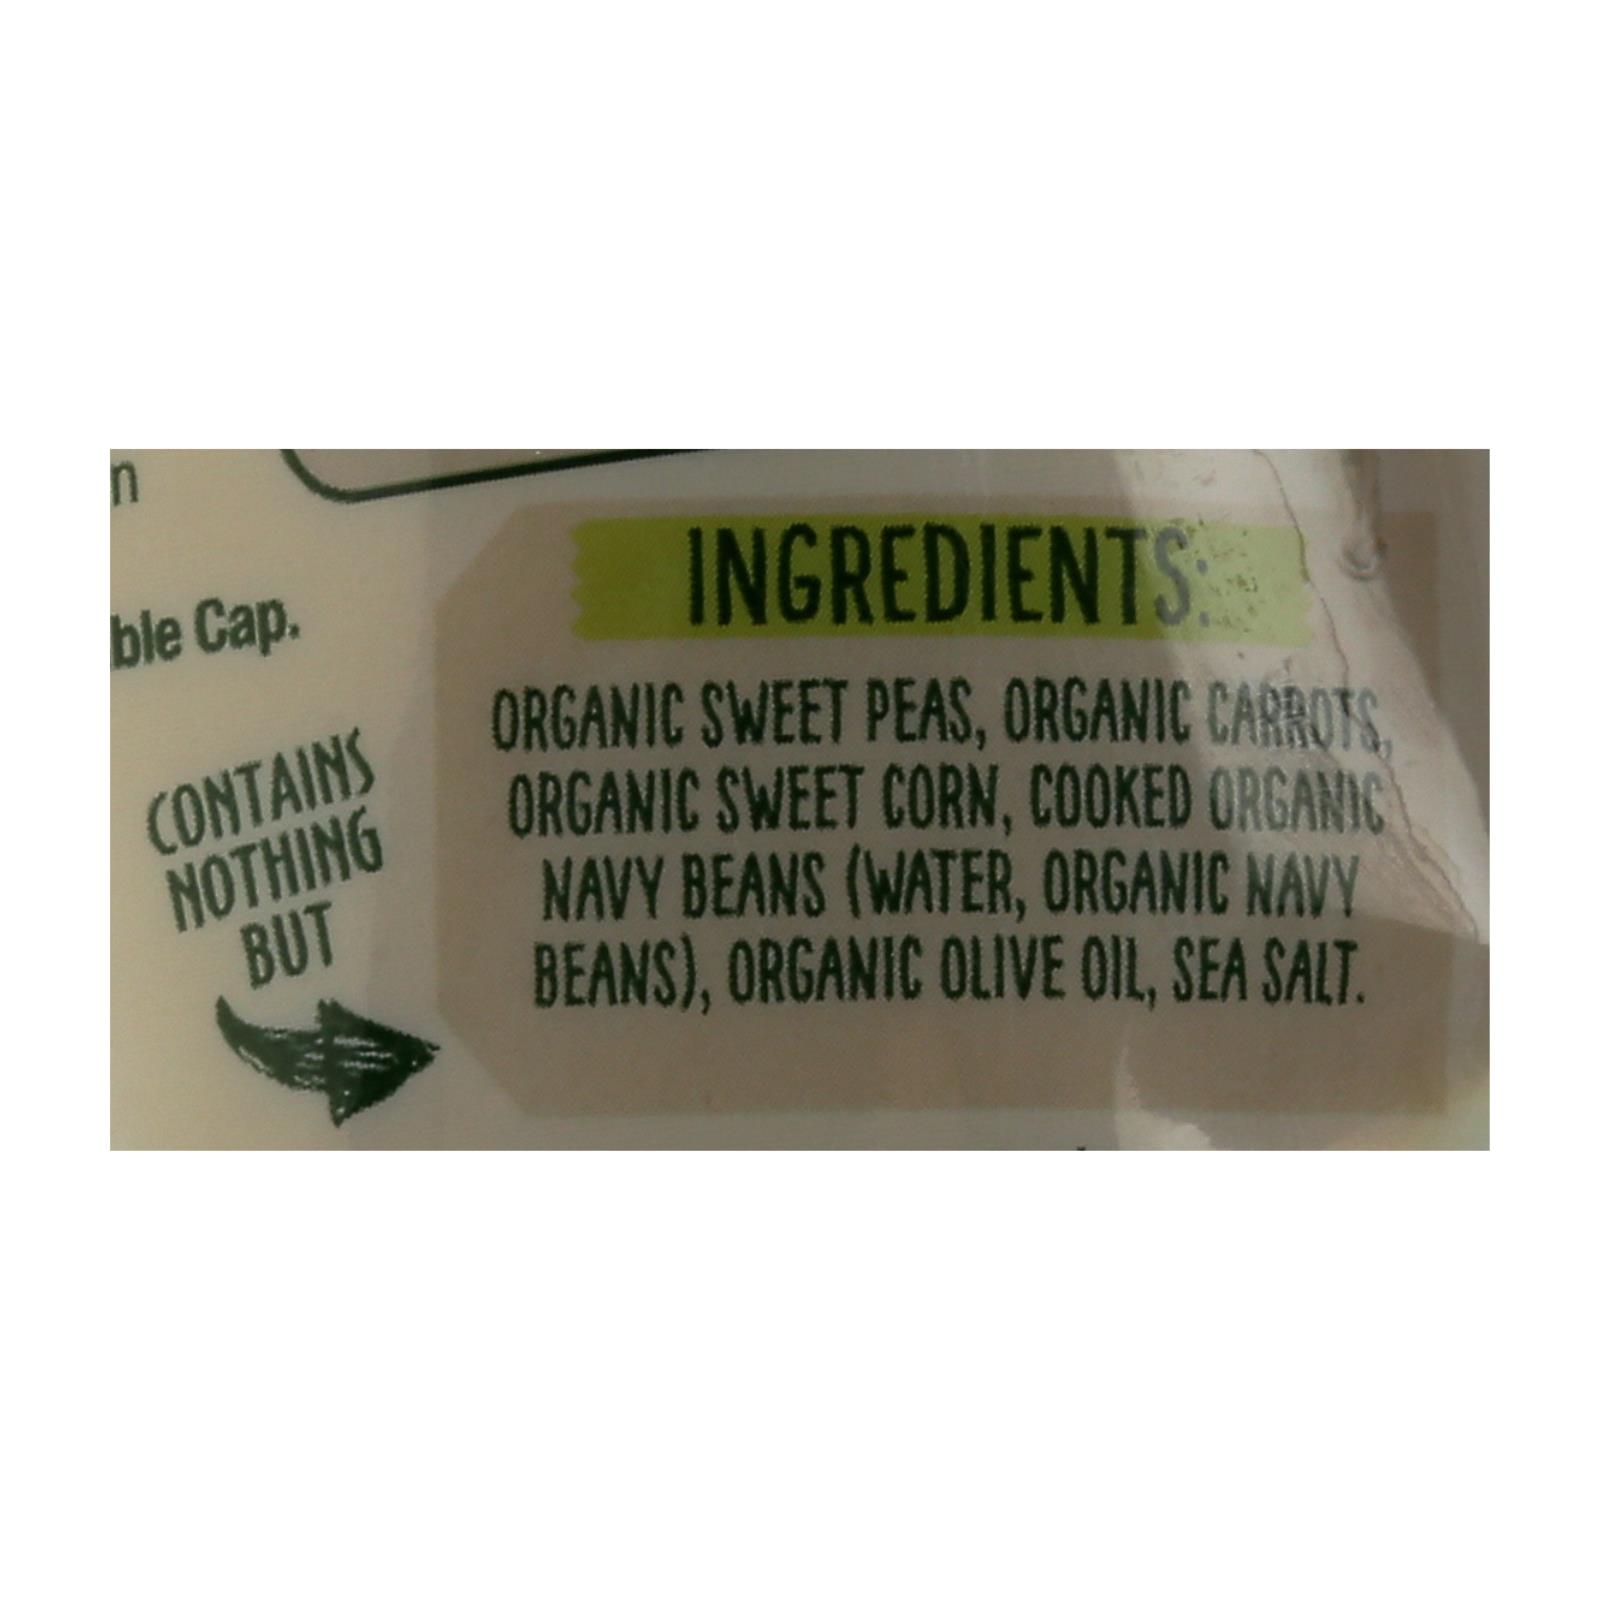 n
ble Cap.
CONTAINS
NOTHING
BUT
INGREDIENTS:
ORGANIC SWEET PEAS, ORGANIC CARROTS,
ORGANIC SWEET CORN, COOKED ORGANIC
NAVY BEANS (WATER, ORGANIC NAVY
BEANS), ORGANIC OLIVE OIL, SEA SALT.